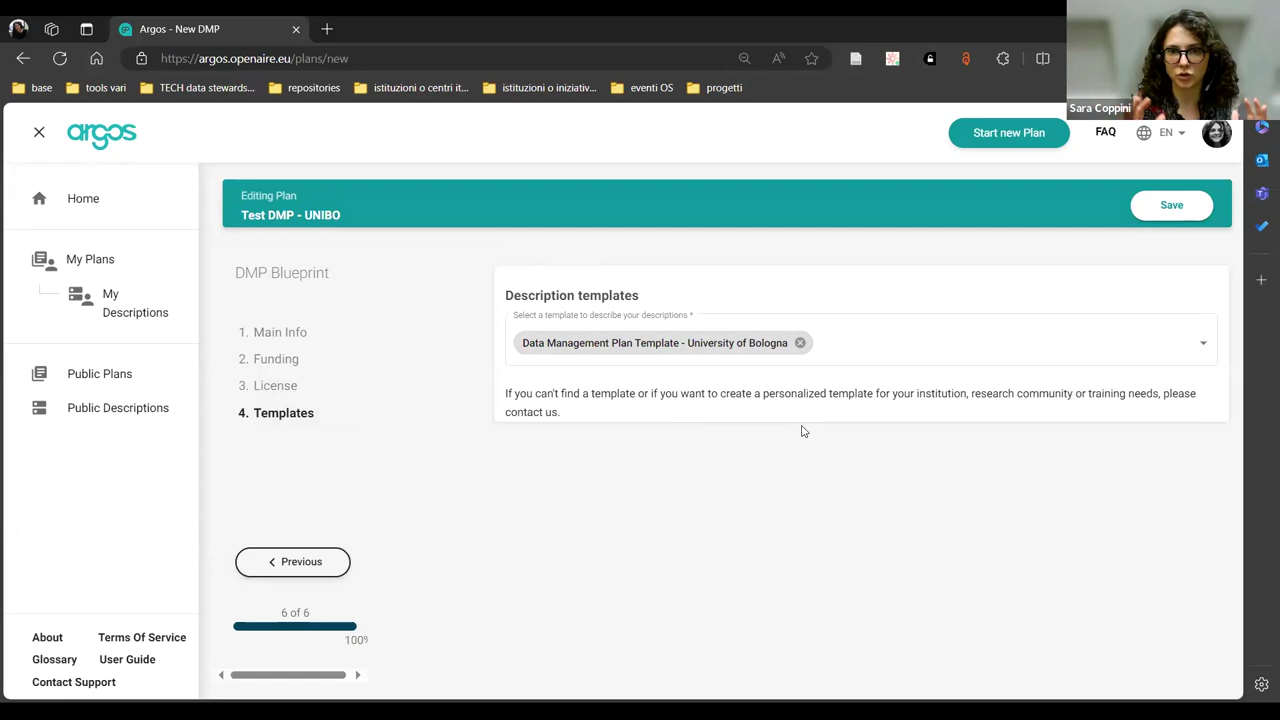 Argos - New DMP
https://argos.openaire.eu/plans/new
base
tools vari
TECH data stewards...
repositories
istituzioni o centri it...
istituzioni o iniziativ...
eventi OS
progetti
Sara Coppini
argos
Start new Plan
FAQ
EN
Home
My Plans
My
Descriptions
Public Plans
Public Descriptions
About
Terms Of Service
Glossary
User Guide
Contact Support
Editing Plan
Test DMP - UNIBO
Save
DMP Blueprint
1. Main Info
2. Funding
3. License
4. Templates
Previous
6 of 6
100%
Description templates
Select a template to describe your descriptions *
Data Management Plan Template - University of Bologna
If you can't find a template or if you want to create a personalized template for your institution, research community or training needs, please
contact us.